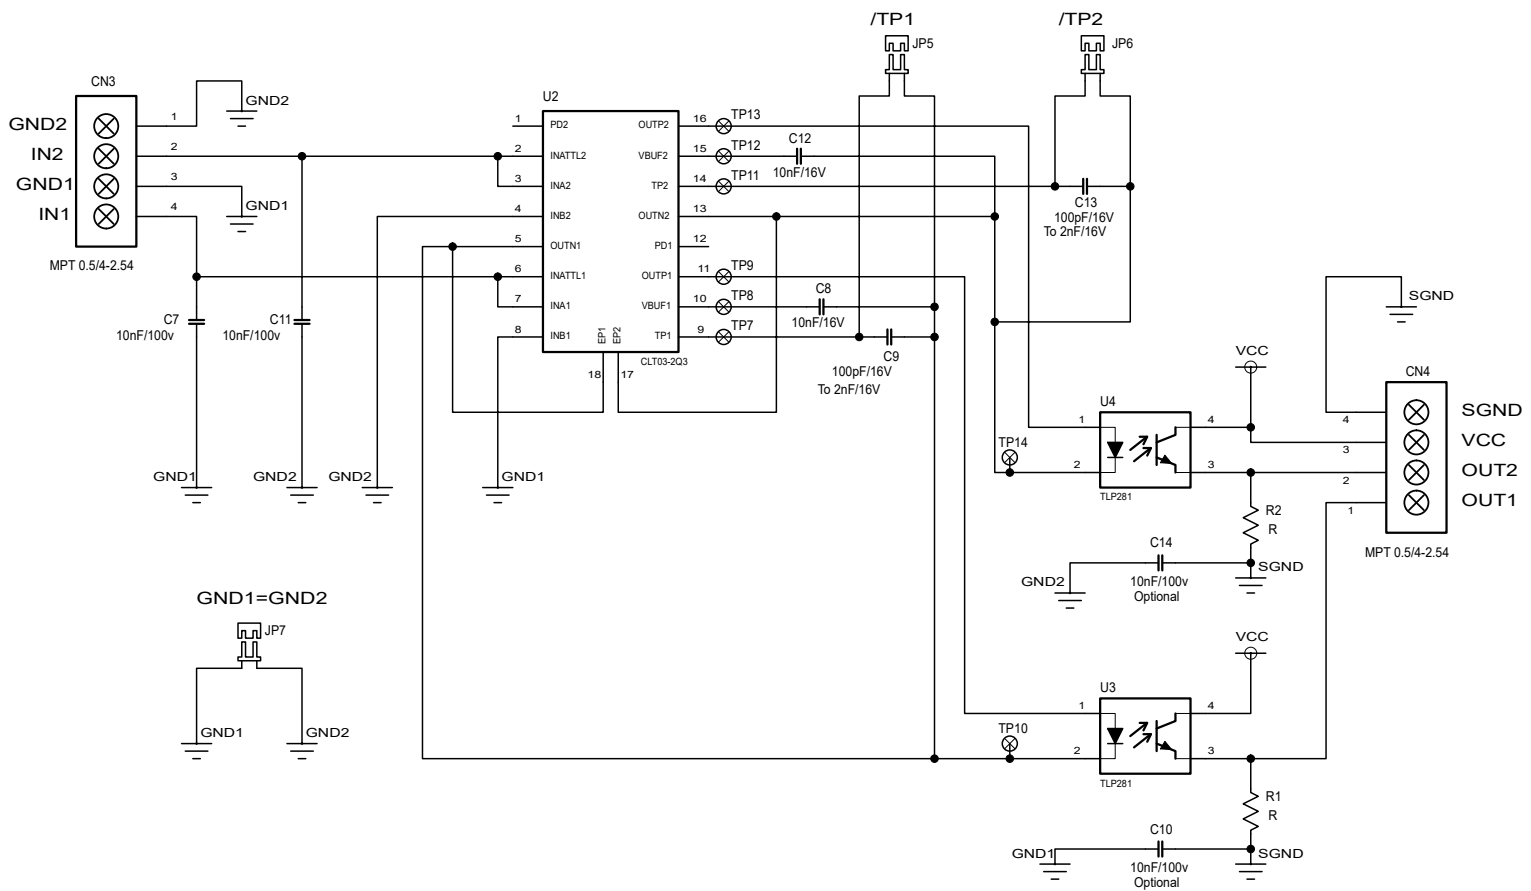 /TP1
/TP2
JP5
JP6
CN3
GND2
IN2
GND1
IN1
1
2
3
4
GND2
GND1
MPT 0.5/4-2.54
C7
10nF/100v
C11
10nF/100v
GND1
GND2
GND2
GND1
U2
1
2
3
4
5
6
7
8
PD2
INATTL2
INA2
INB2
OUTN1
INATTL1
INA1
INB1
OUTP2
VBUF2
TP2
OUTN2
PD1
OUTP1
VBUF1
TP1
16
15
14
13
12
11
10
9
EP1
EP2
18
17
CLT03-2Q3
TP13
TP12
TP11
TP9
TP8
TP7
C12
10nF/16V
C13
100pF/16V
To 2nF/16V
C8
10nF/16V
C9
100pF/16V
To 2nF/16V
SGND
VCC
CN4
4
3
2
1
SGND
VCC
OUT2
OUT1
MPT 0.5/4-2.54
U4
1
2
4
3
TLP281
TP14
R2
R
C14
10nF/100v
Optional
GND2
SGND
GND1=GND2
JP7
GND1
GND2
VCC
U3
1
2
4
3
TLP281
TP10
R1
R
C10
10nF/100v
Optional
GND1
SGND